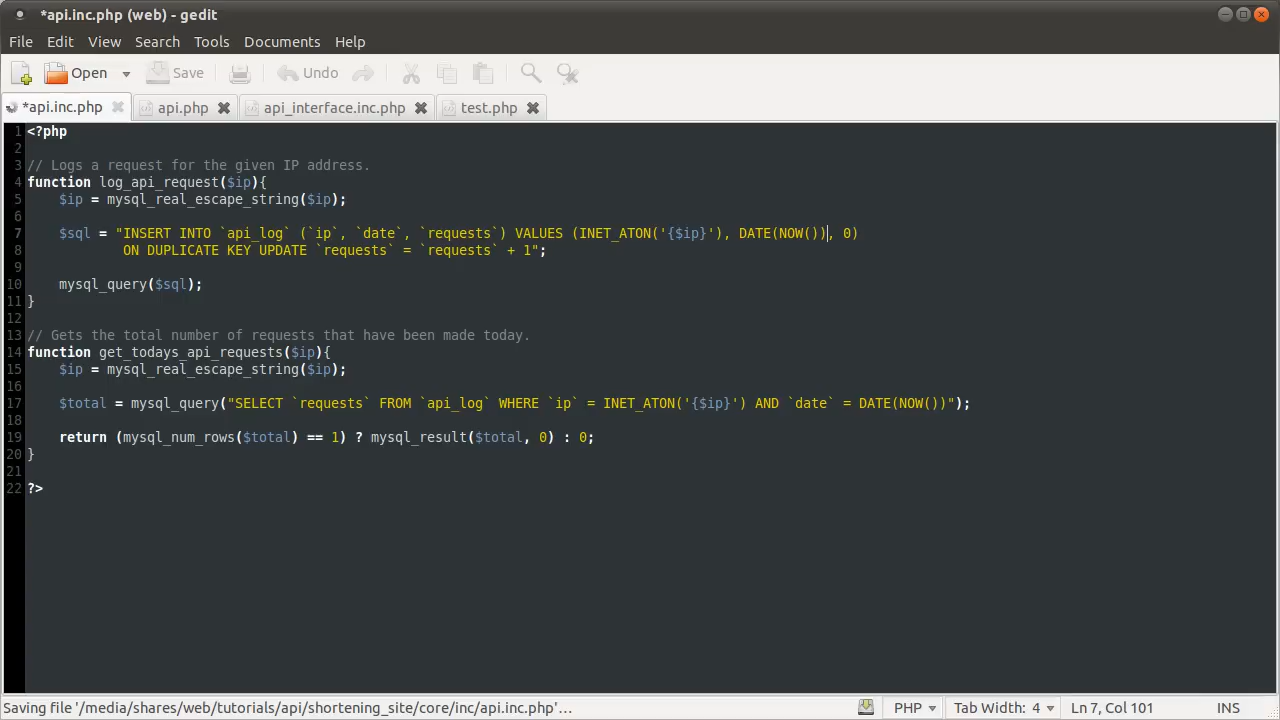 *api.inc.php (web) - gedit
File Edit View Search Tools Documents Help
Open Save Undo
*api.inc.php api.php api_interface.inc.php test.php
1 <?php
2
3 // Logs a request for the given IP address.
4 function log_api_request($ip){
5 $ip = mysql_real_escape_string($ip);
6
7 $sql = "INSERT INTO `api_log` (`ip`, `date`, `requests`) VALUES (INET_ATON('{$ip}'), DATE(NOW()), 0)
8 ON DUPLICATE KEY UPDATE `requests` = `requests` + 1";
9
10 mysql_query($sql);
11 }
12
13 // Gets the total number of requests that have been made today.
14 function get_todays_api_requests($ip){
15 $ip = mysql_real_escape_string($ip);
16
17 $total = mysql_query("SELECT `requests` FROM `api_log` WHERE `ip` = INET_ATON('{$ip}') AND `date` = DATE(NOW())");
18
19 return (mysql_num_rows($total) == 1) ? mysql_result($total, 0) : 0;
20 }
21
22 ?>
Saving file '/media/shares/web/tutorials/api/shortening_site/core/inc/api.inc.php'… PHP Tab Width: 4 Ln 7, Col 101 INS